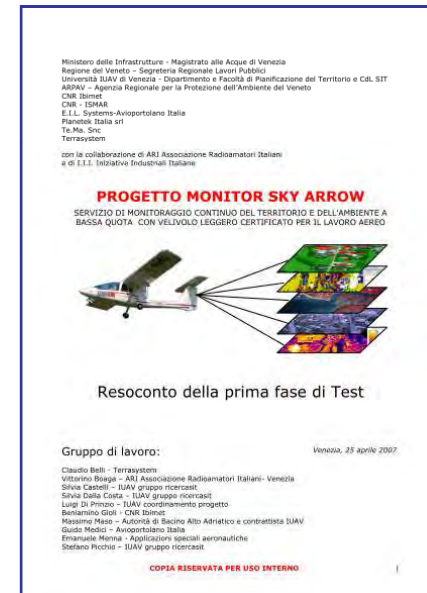 Ministero delle Infrastrutture - Magistrato alle Acque di Venezia
Regione del Veneto – Segreteria Regionale Lavori Pubblici
Università IUAV di Venezia - Dipartimento e Facoltà di Pianificazione del Territorio e CdL SIT
ARPAV – Agenzia Regionale per la Protezione dell'Ambiente del Veneto
CNR Ibimet
CNR - ISMAR
E.I.L. Systems-Avioportolano Italia
Planetek Italia srl
Te.Ma. Snc
Terrasystem
con la collaborazione di ARI Associazione Radioamatori Italiani
e di I.I.I. Iniziative Industriali Italiane
PROGETTO MONITOR SKY ARROW
SERVIZIO DI MONITORAGGIO CONTINUO DEL TERRITORIO E DELL'AMBIENTE A
BASSA QUOTA CON VELIVOLO LEGGERO CERTIFICATO PER IL LAVORO AEREO
Resoconto della prima fase di Test
Gruppo di lavoro:
Venezia, 25 aprile 2007
Claudio Belli - Terrasystem
Vittorino Boaga – ARI Associazione Radioamatori Italiani- Venezia
Silvia Castelli – IUAV gruppo ricercasit
Silvia Dalla Costa – IUAV gruppo ricercasit
Luigi Di Prinzio – IUAV coordinamento progetto
Beniamino Gioli - CNR Ibimet
Massimo Maso – Autorità di Bacino Alto Adriatico e contrattista IUAV
Guido Medici – Avioportolano Italia
Emanuele Menna - Applicazioni speciali aeronautiche
Stefano Picchio – IUAV gruppo ricercasit
COPIA RISERVATA PER USO INTERNO